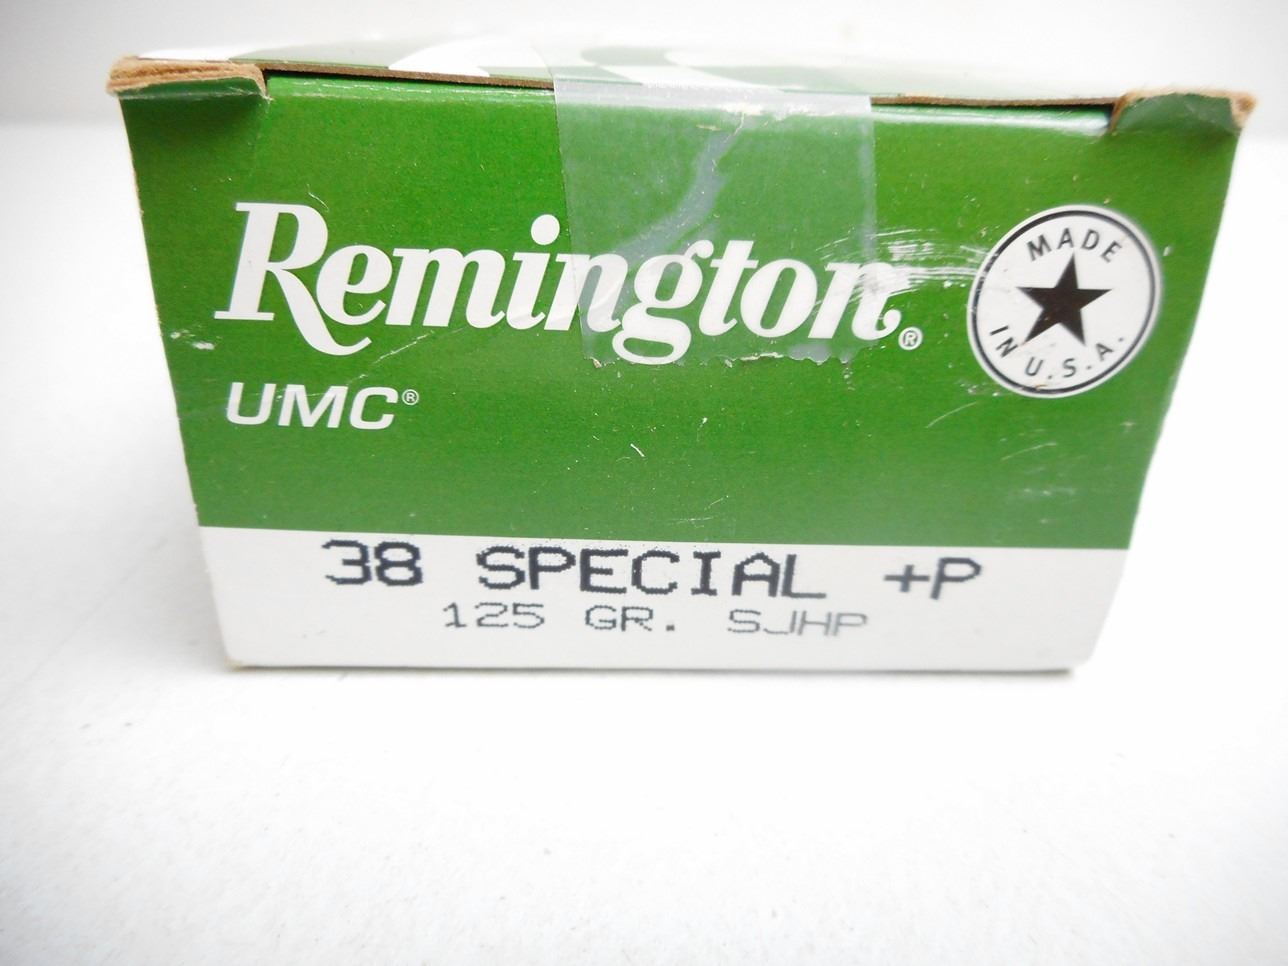 Remington®
UMC®
MADE
IN U.S.A.
38 SPECIAL +P
125 GR. SJHP